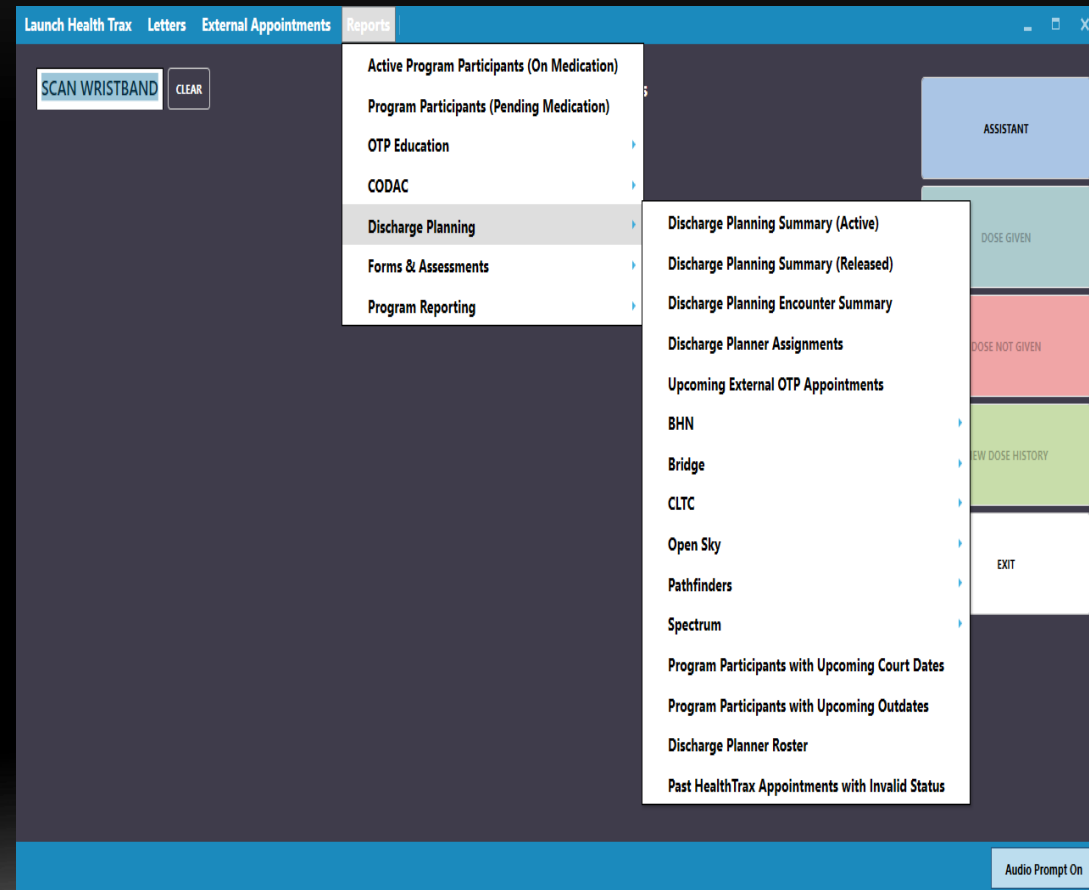 Launch Health Trax Letters External Appointments Reports
SCAN WRISTBAND CLEAR
Active Program Participants (On Medication)
Program Participants (Pending Medication)
OTP Education
CODAC
Discharge Planning
Forms & Assessments
Program Reporting
Discharge Planning Summary (Active)
Discharge Planning Summary (Released)
Discharge Planning Encounter Summary
Discharge Planner Assignments
Upcoming External OTP Appointments
BHN
Bridge
CLTC
Open Sky
Pathfinders
Spectrum
Program Participants with Upcoming Court Dates
Program Participants with Upcoming Outdates
Discharge Planner Roster
Past HealthTrax Appointments with Invalid Status
ASSISTANT
DOSE GIVEN
DOSE NOT GIVEN
EW DOSE HISTORY
EXIT
Audio Prompt On